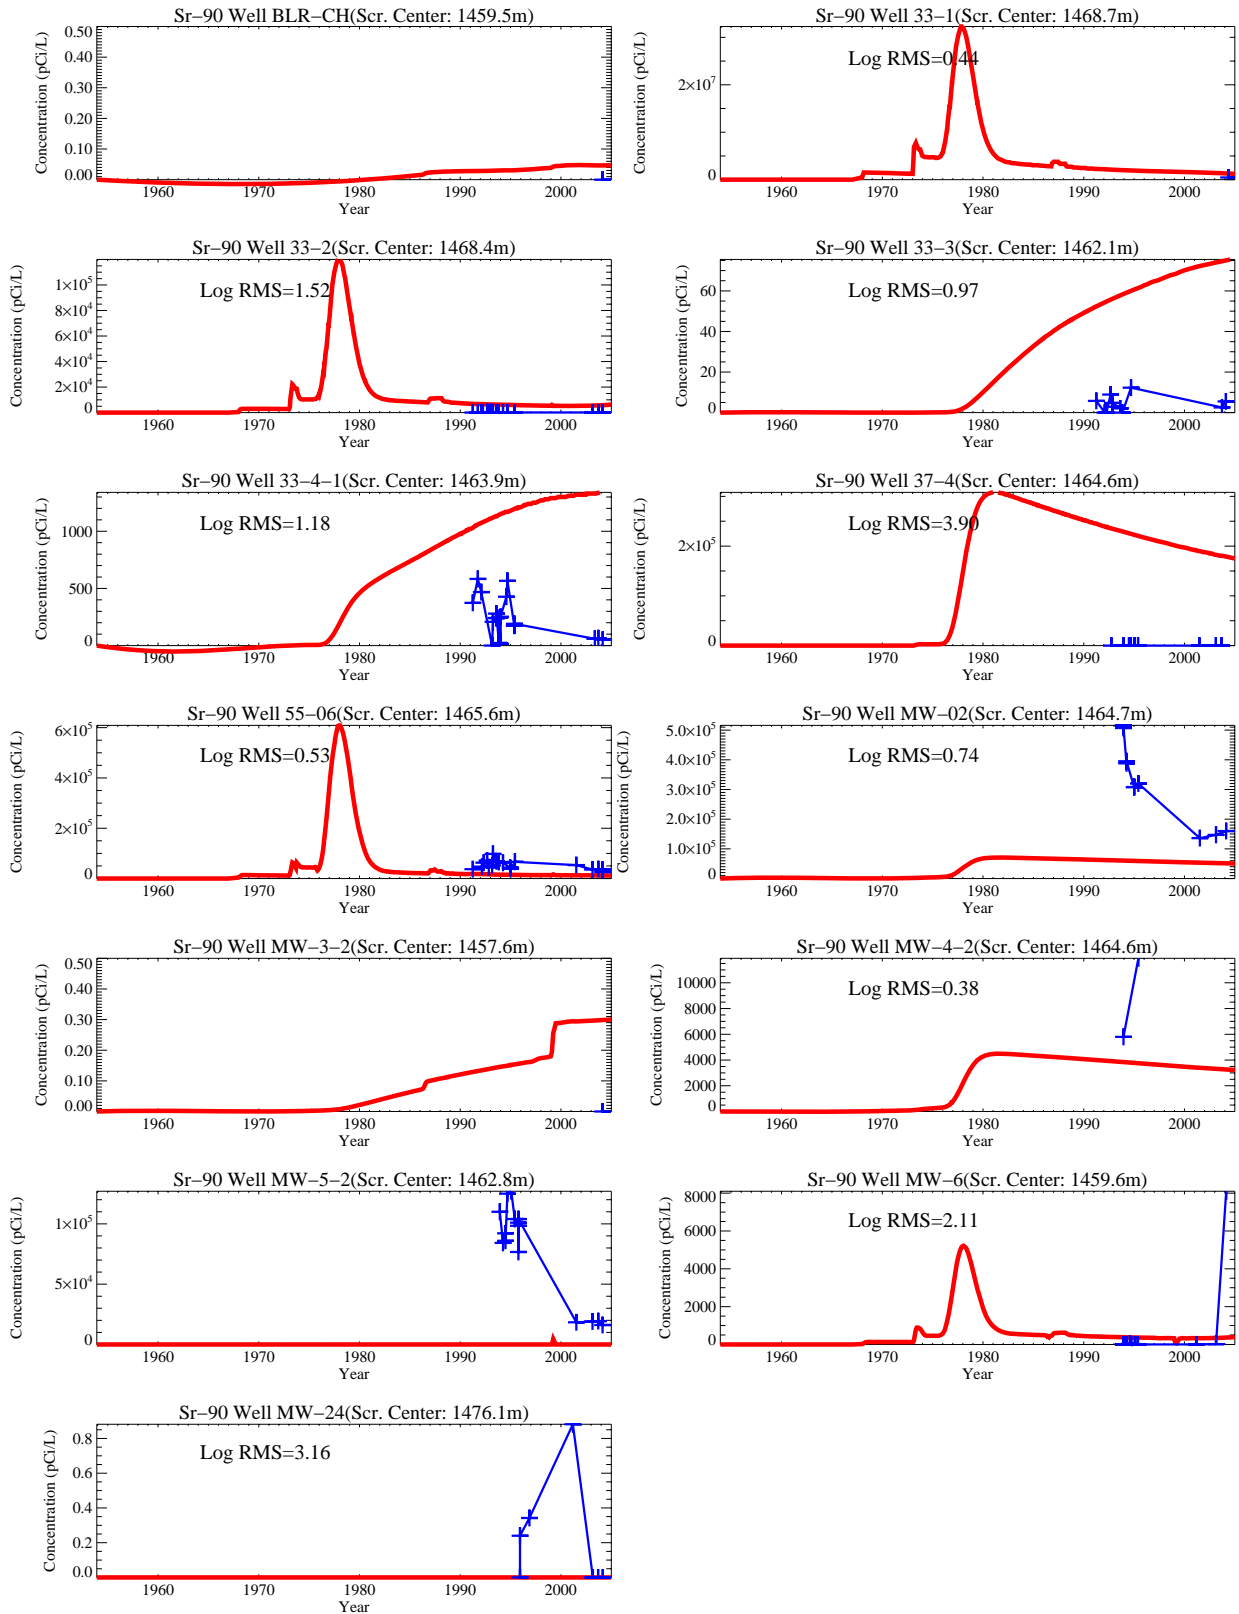 Sr−90 Well BLR−CH(Scr. Center: 1459.5m)
Concentration (pCi/L)
0.50
0.40
0.30
0.20
0.10
0.00
1960 1970 1980 1990 2000
Year
Sr−90 Well 33−1(Scr. Center: 1468.7m)
Concentration (pCi/L)
Log RMS=0.44
2×10⁷
0
1960 1970 1980 1990 2000
Year
Sr−90 Well 33−2(Scr. Center: 1468.4m)
Concentration (pCi/L)
Log RMS=1.52
1×10⁵
8×10⁴
6×10⁴
4×10⁴
2×10⁴
0
1960 1970 1980 1990 2000
Year
Sr−90 Well 33−3(Scr. Center: 1462.1m)
Concentration (pCi/L)
Log RMS=0.97
60
40
20
0
1960 1970 1980 1990 2000
Year
Sr−90 Well 33−4−1(Scr. Center: 1463.9m)
Concentration (pCi/L)
Log RMS=1.18
1000
500
0
1960 1970 1980 1990 2000
Year
Sr−90 Well 37−4(Scr. Center: 1464.6m)
Concentration (pCi/L)
Log RMS=3.90
2×10⁵
0
1960 1970 1980 1990 2000
Year
Sr−90 Well 55−06(Scr. Center: 1465.6m)
Concentration (pCi/L)
Log RMS=0.53
6×10⁵
4×10⁵
2×10⁵
0
1960 1970 1980 1990 2000
Year
Sr−90 Well MW−02(Scr. Center: 1464.7m)
Concentration (pCi/L)
Log RMS=0.74
5.0×10⁵
4.0×10⁵
3.0×10⁵
2.0×10⁵
1.0×10⁵
0
1960 1970 1980 1990 2000
Year
Sr−90 Well MW−3−2(Scr. Center: 1457.6m)
Concentration (pCi/L)
0.50
0.40
0.30
0.20
0.10
0.00
1960 1970 1980 1990 2000
Year
Sr−90 Well MW−4−2(Scr. Center: 1464.6m)
Concentration (pCi/L)
Log RMS=0.38
10000
8000
6000
4000
2000
0
1960 1970 1980 1990 2000
Year
Sr−90 Well MW−5−2(Scr. Center: 1462.8m)
Concentration (pCi/L)
1×10⁵
5×10⁴
0
1960 1970 1980 1990 2000
Year
Sr−90 Well MW−6(Scr. Center: 1459.6m)
Concentration (pCi/L)
Log RMS=2.11
8000
6000
4000
2000
0
1960 1970 1980 1990 2000
Year
Sr−90 Well MW−24(Scr. Center: 1476.1m)
Concentration (pCi/L)
Log RMS=3.16
0.8
0.6
0.4
0.2
0.0
1960 1970 1980 1990 2000
Year